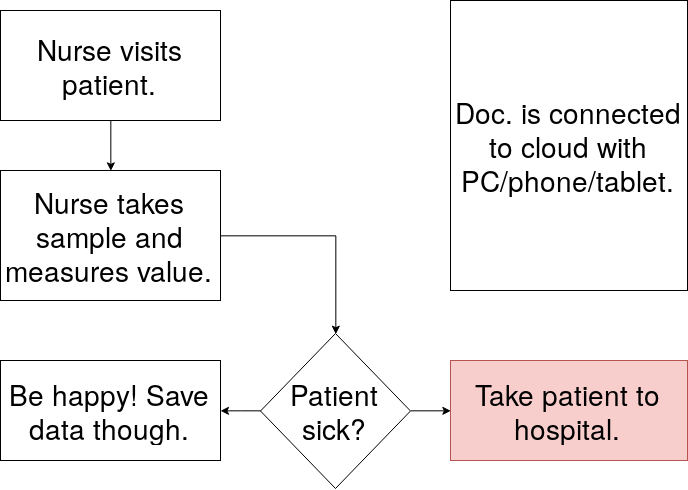 Nurse visits
patient.
Doc. is connected
to cloud with
PC/phone/tablet.
Nurse takes
sample and
measures value.
Be happy! Save
data though.
Patient
sick?
Take patient to
hospital.